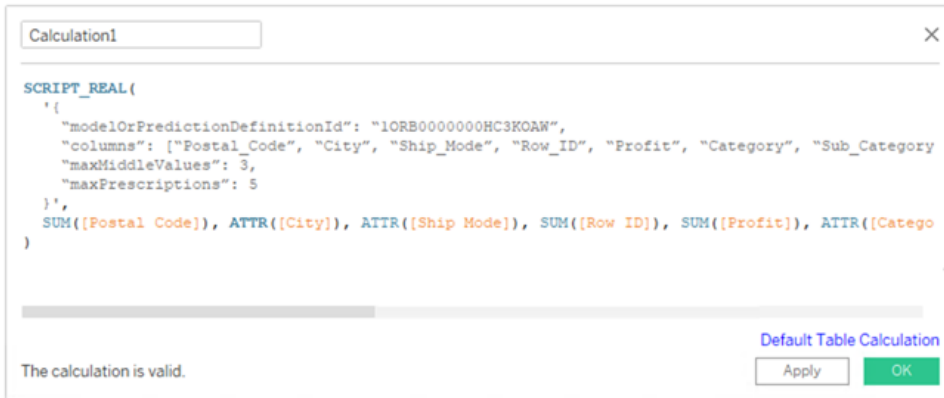 Calculation1
SCRIPT_REAL(
'{
“modelOrPredictionDefinitionId”: “1ORB0000000HC3KOAW”,
“columns”: [“Postal_Code”, “City”, “Ship_Mode”, “Row_ID”, “Profit”, “Category”, “Sub_Category
“maxMiddleValues”: 3,
“maxPrescriptions”: 5
}',
SUM([Postal Code]), ATTR([City]), ATTR([Ship Mode]), SUM([Row ID]), SUM([Profit]), ATTR([Catego
)
Default Table Calculation
The calculation is valid.
Apply
OK